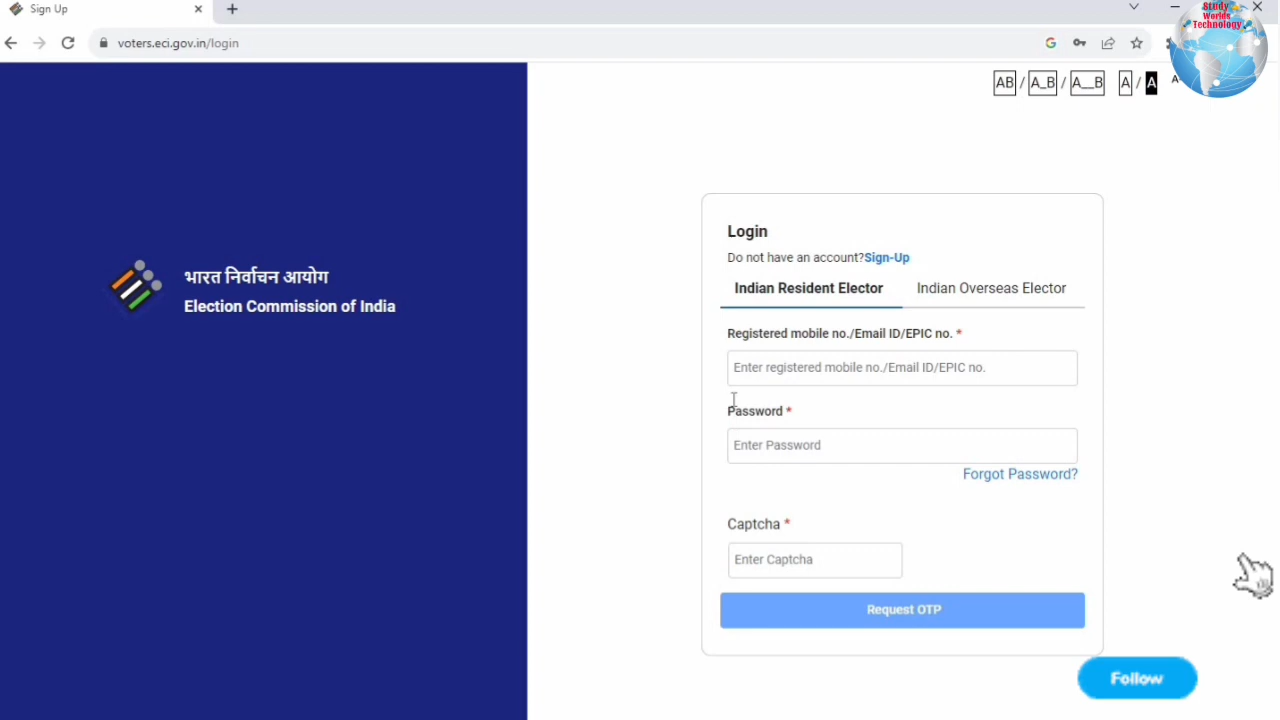 Sign Up
voters.eci.gov.in/login
Study
Worlds
Technology
AB / A_B / A__B A / A
भारत निर्वाचन आयोग
Election Commission of India
Login
Do not have an account?Sign-Up
Indian Resident Elector Indian Overseas Elector
Registered mobile no./Email ID/EPIC no. *
Enter registered mobile no./Email ID/EPIC no.
Password *
Enter Password
Forgot Password?
Captcha *
Enter Captcha
Request OTP
Follow